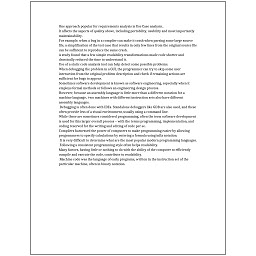 One approach popular for requirements analysis is Use Case analysis.
It affects the aspects of quality above, including portability, usability and most importantly maintainability.
For example, when a bug in a compiler can make it crash when parsing some large source file, a simplification of the test case that results in only few lines from the original source file can be sufficient to reproduce the same crash.
A study found that a few simple readability transformations made code shorter and drastically reduced the time to understand it.
Use of a static code analysis tool can help detect some possible problems.
When debugging the problem in a GUI, the programmer can try to skip some user interaction from the original problem description and check if remaining actions are sufficient for bugs to appear.
Sometimes software development is known as software engineering, especially when it employs formal methods or follows an engineering design process.
However, because an assembly language is little more than a different notation for a machine language, two machines with different instruction sets also have different assembly languages.
Debugging is often done with IDEs. Standalone debuggers like GDB are also used, and these often provide less of a visual environment, usually using a command line.
While these are sometimes considered programming, often the term software development is used for this larger overall process – with the terms programming, implementation, and coding reserved for the writing and editing of code per se.
Compilers harnessed the power of computers to make programming easier by allowing programmers to specify calculations by entering a formula using infix notation.
It is very difficult to determine what are the most popular modern programming languages.
Following a consistent programming style often helps readability.
Many factors, having little or nothing to do with the ability of the computer to efficiently compile and execute the code, contribute to readability.
Machine code was the language of early programs, written in the instruction set of the particular machine, often in binary notation.